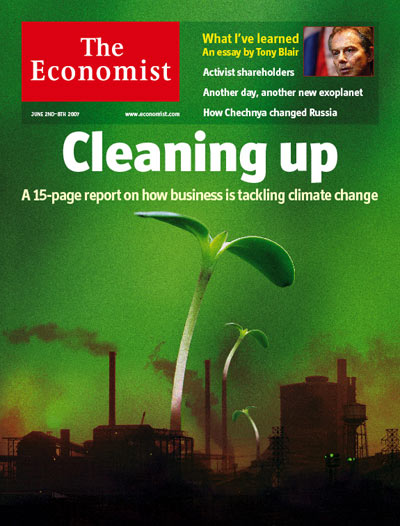 The
Economist
JUNE 2ND–8TH 2007
www.economist.com
What I've learned
An essay by Tony Blair
Activist shareholders
Another day, another new exoplanet
How Chechnya changed Russia
Cleaning up
A 15-page report on how business is tackling climate change